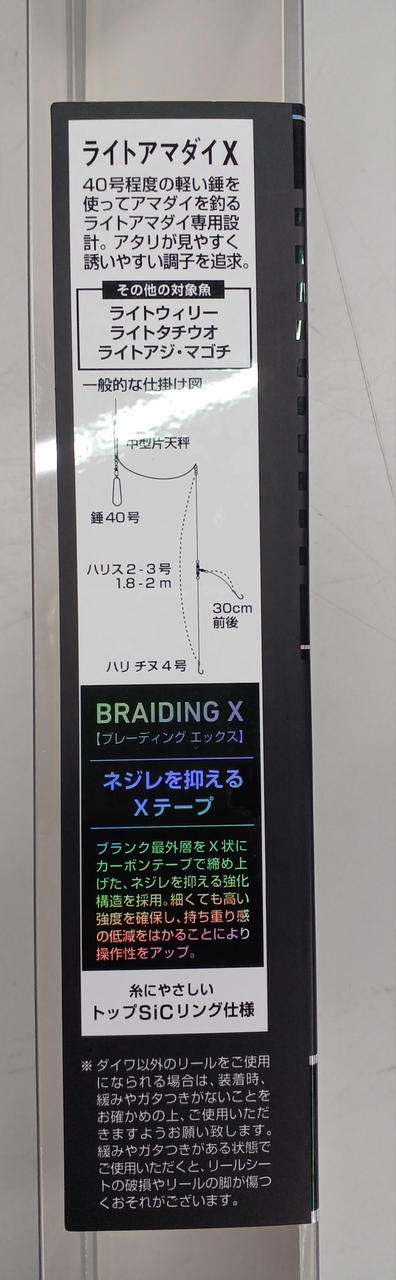 ライトアマダイX
40号程度の軽い錘を
使ってアマダイを釣る
ライトアマダイ専用設
計。アタリが見やすく
誘いやすい調子を追求。
その他の対象魚
ライトウィリー
ライトタチウオ
ライトアジ・マゴチ
一般的な仕掛け図
中型片天秤
錘40号
ハリス2-3号
1.8-2m
30cm
前後
ハリ チヌ4号
BRAIDING X
【ブレーディング エックス】
ネジレを抑える
Xテープ
ブランク最外層をX状に
カーボンテープで締め上
げた、ネジレを抑える強化
構造を採用。細くても高い
強度を確保し、持ち重り感
の低減をはかることにより
操作性をアップ。
糸にやさしい
トップSiCリング仕様
※ ダイワ以外のリールをご使用
になられる場合は、装着時、
緩みやガタつきがないことを
お確かめの上、ご使用いただ
きますようお願い致します。
緩みやガタつきがある状態で
ご使用いただくと、リールシー
トの破損やリールの脚が傷つ
くおそれがございます。